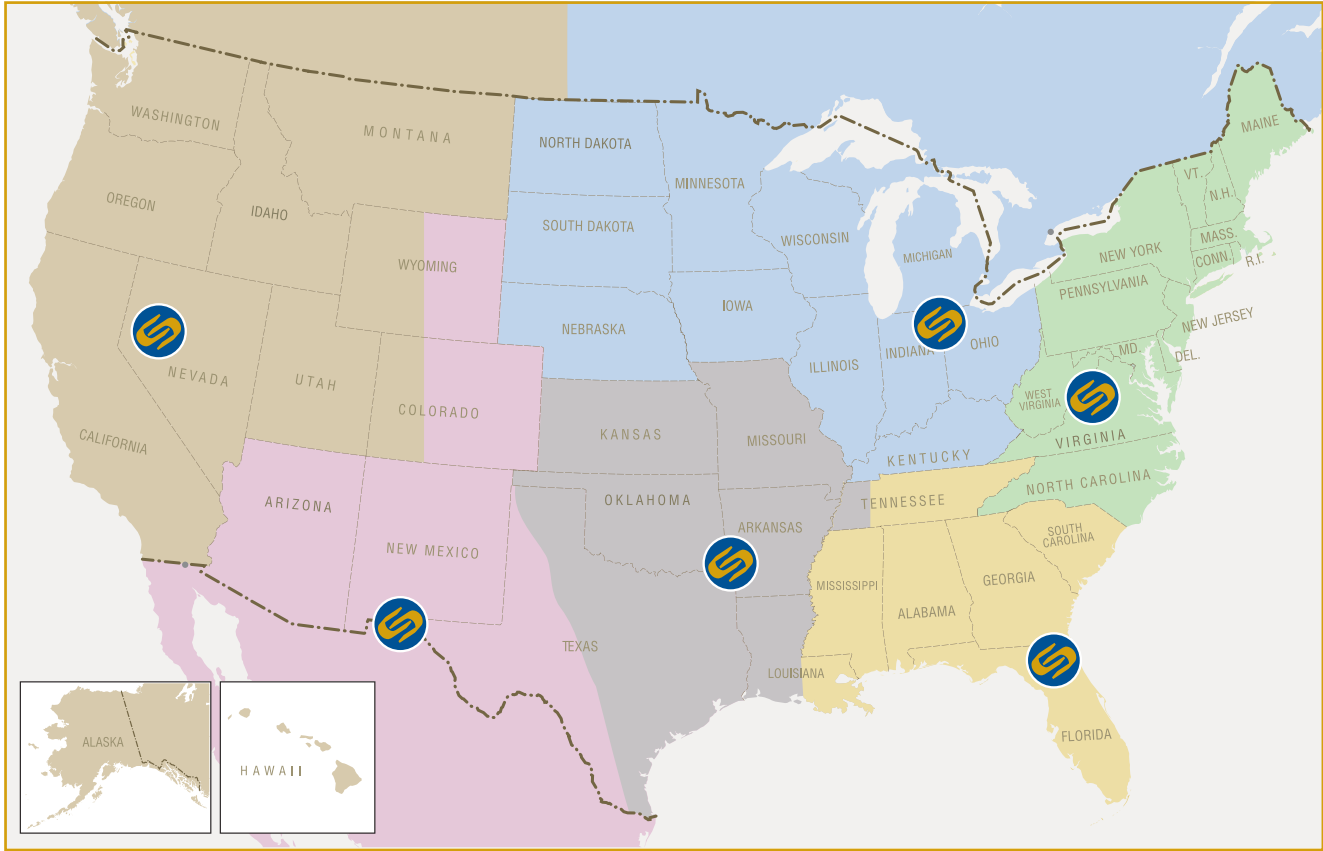 WASHINGTON
MONTANA
NORTH DAKOTA
MAINE
OREGON
IDAHO
MINNESOTA
VT.
N.H.
SOUTH DAKOTA
WISCONSIN
MICHIGAN
NEW YORK
MASS.
CONN.
R.I.
WYOMING
PENNSYLVANIA
NEBRASKA
IOWA
NEW JERSEY
NEVADA
UTAH
ILLINOIS
INDIANA
OHIO
MD.
DEL.
COLORADO
WEST
VIRGINIA
CALIFORNIA
KANSAS
MISSOURI
VIRGINIA
KENTUCKY
ARIZONA
OKLAHOMA
TENNESSEE
NORTH CAROLINA
NEW MEXICO
ARKANSAS
SOUTH
CAROLINA
MISSISSIPPI
ALABAMA
GEORGIA
TEXAS
LOUISIANA
FLORIDA
ALASKA
HAWAII